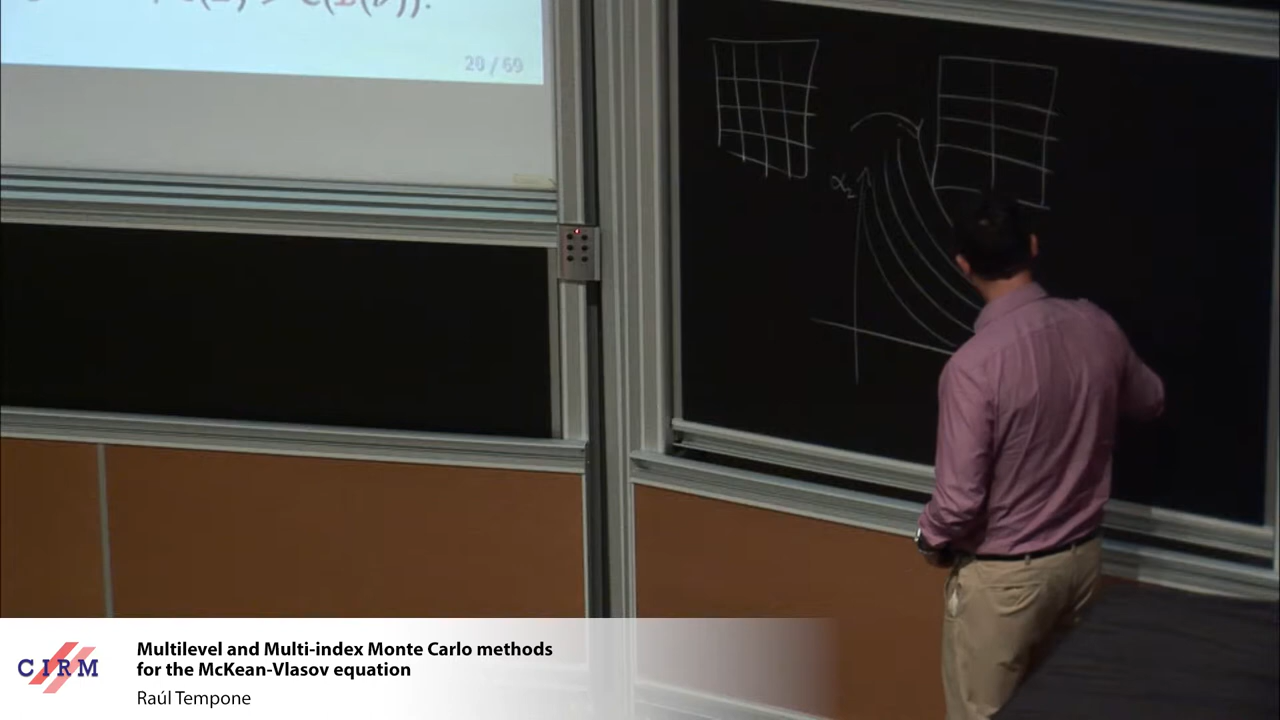 20 / 69
α₂
CIRM
Multilevel and Multi-index Monte Carlo methods
for the McKean-Vlasov equation
Raúl Tempone